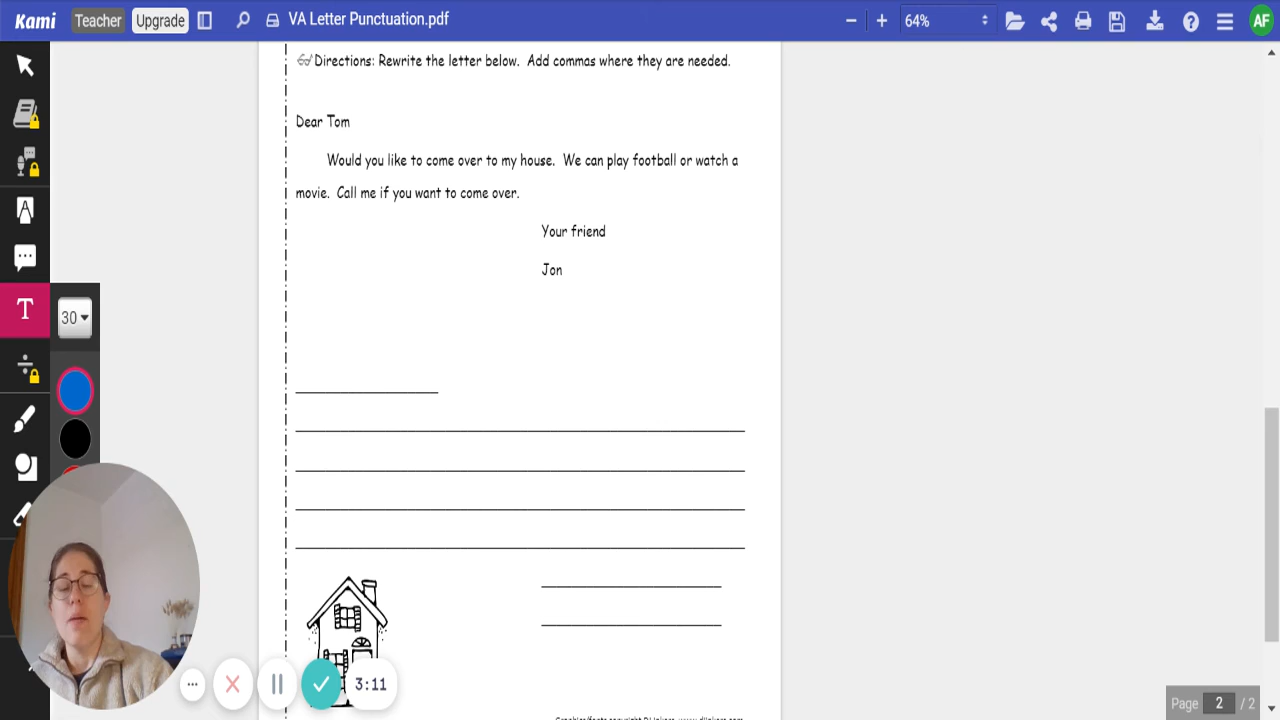 Kami Teacher Upgrade VA Letter Punctuation.pdf 64% AF
Directions: Rewrite the letter below. Add commas where they are needed.
Dear Tom
Would you like to come over to my house. We can play football or watch a
movie. Call me if you want to come over.
Your friend
Jon
T 30
3:11
Page 2 / 2